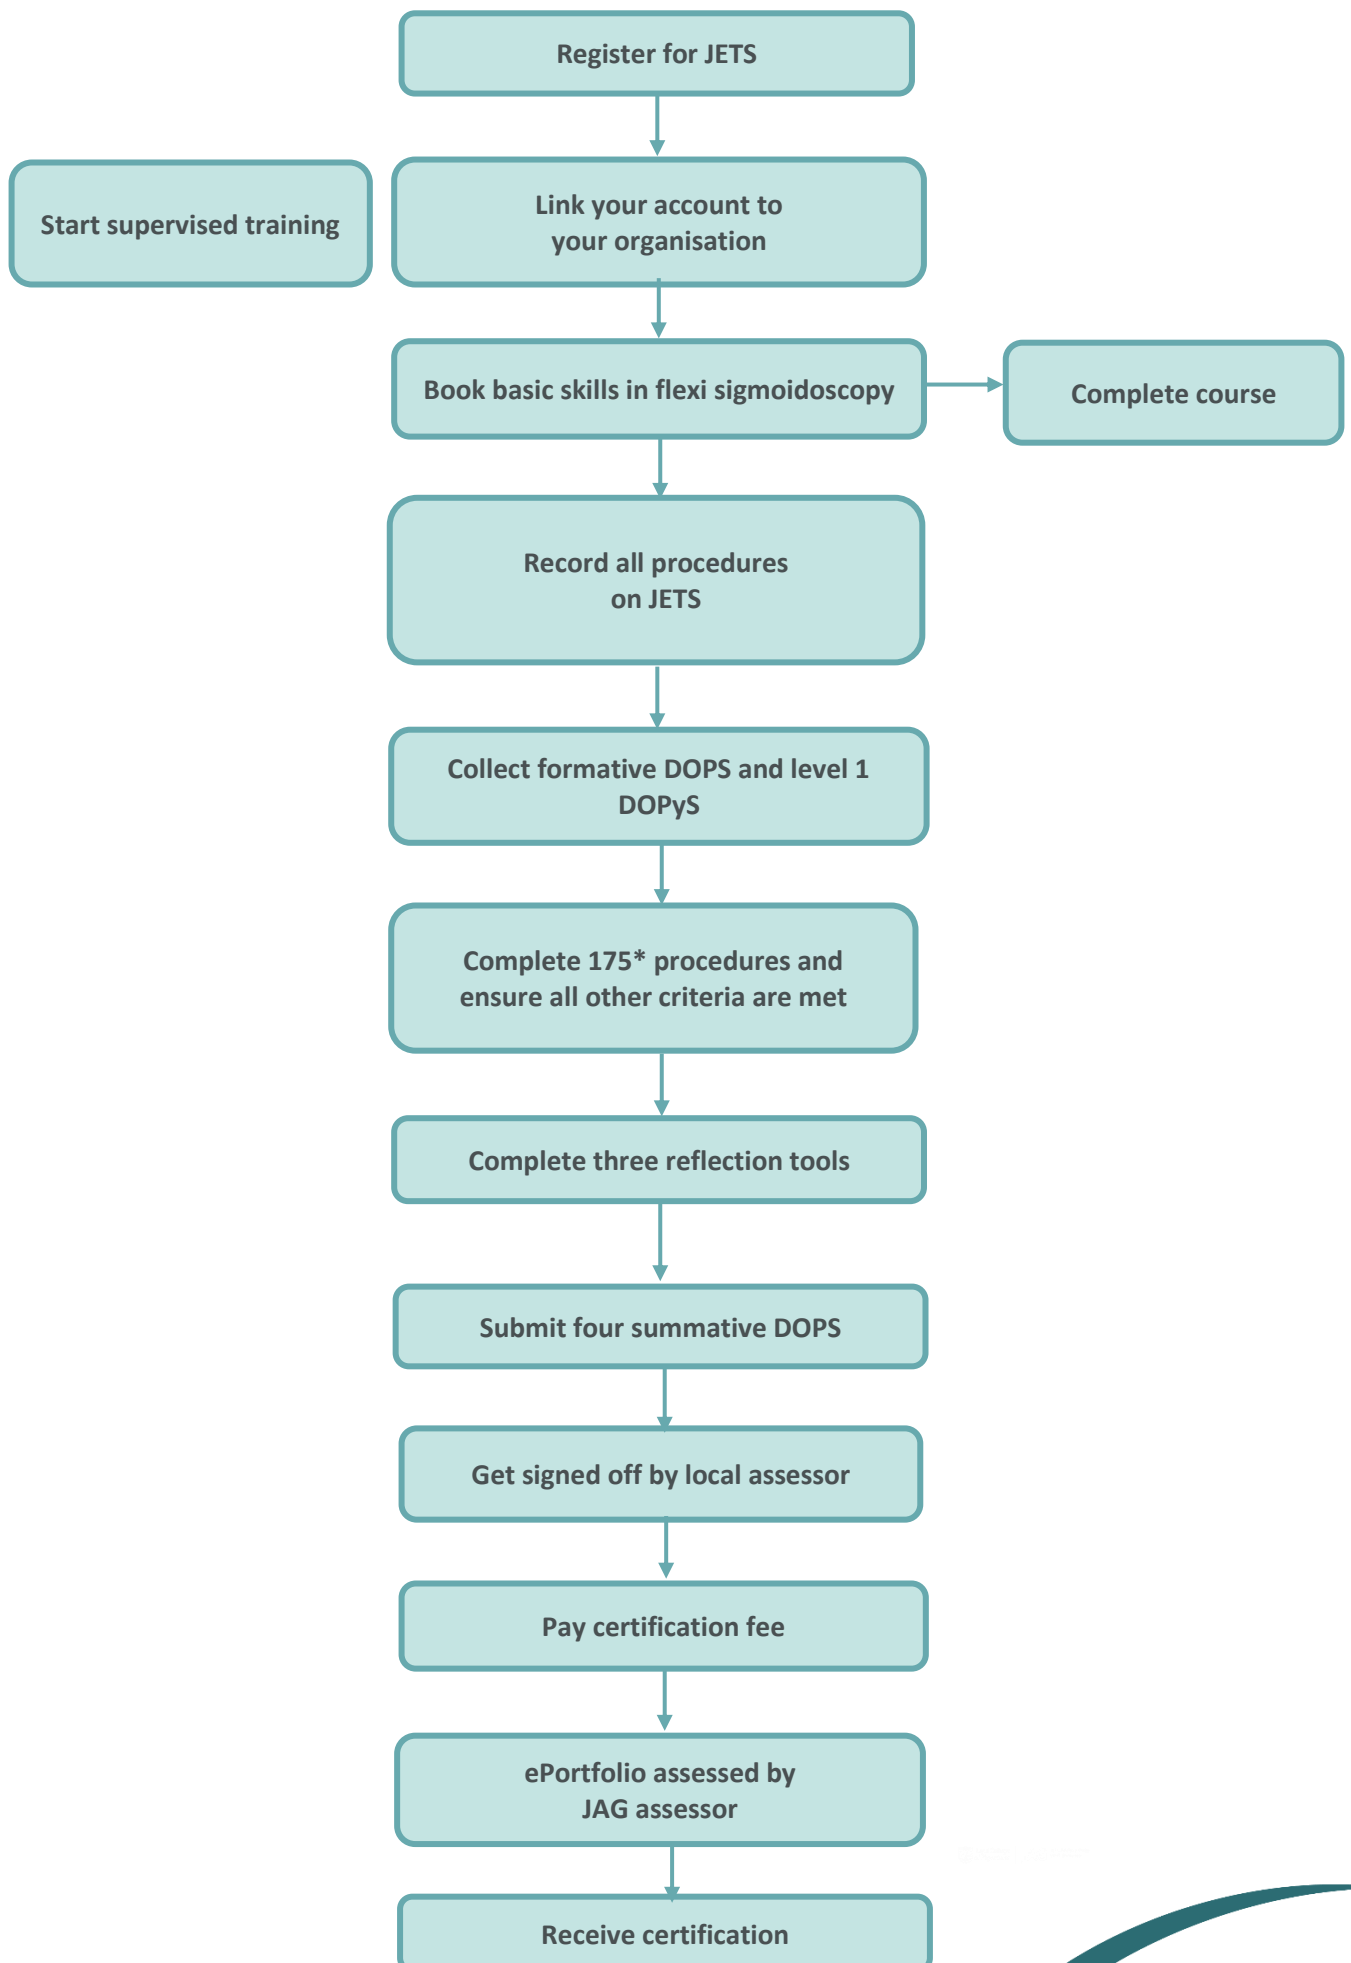 Register for JETS
Start supervised training
Link your account to
your organisation
Book basic skills in flexi sigmoidoscopy
Complete course
Record all procedures
on JETS
Collect formative DOPS and level 1
DOPyS
Complete 175* procedures and
ensure all other criteria are met
Complete three reflection tools
Submit four summative DOPS
Get signed off by local assessor
Pay certification fee
ePortfolio assessed by
JAG assessor
Receive certification